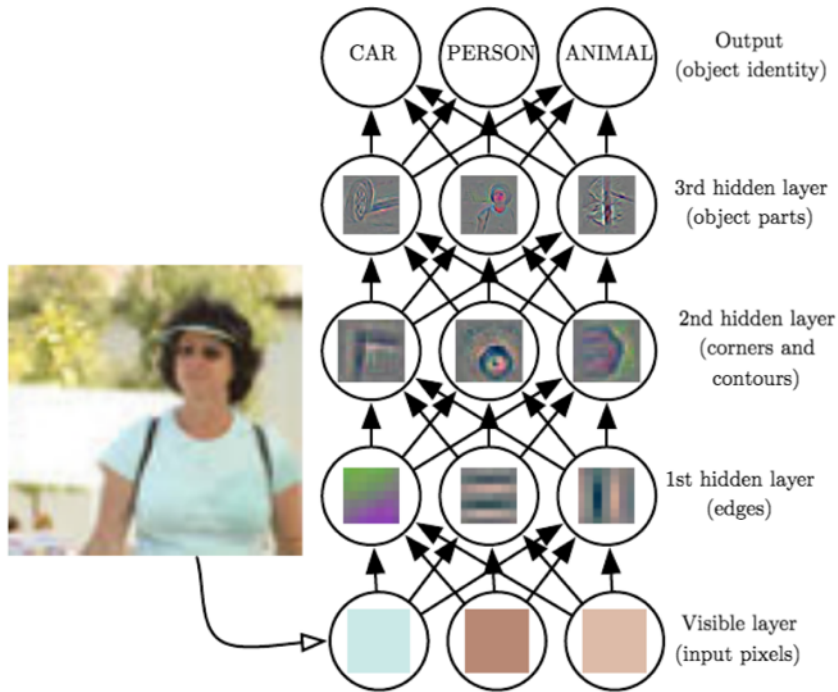 CAR PERSON ANIMAL
Output
(object identity)
3rd hidden layer
(object parts)
2nd hidden layer
(corners and
contours)
1st hidden layer
(edges)
Visible layer
(input pixels)